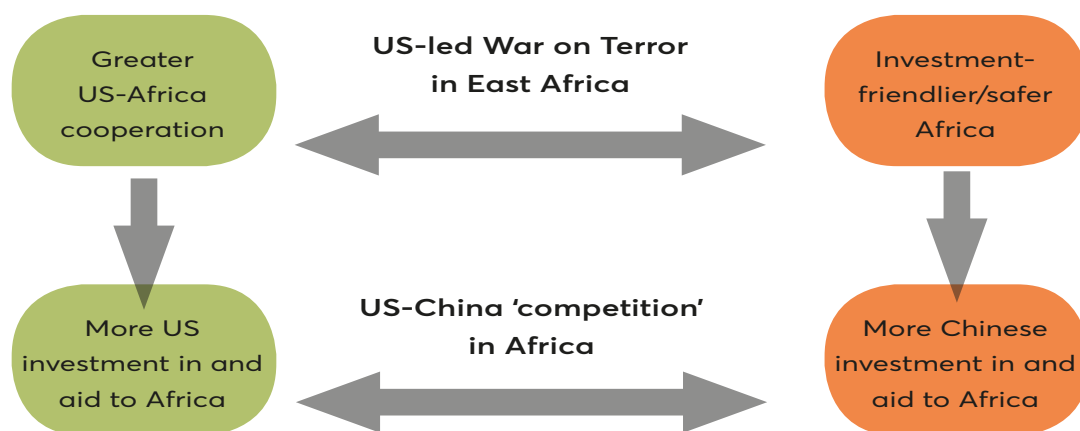 Greater
US-Africa
cooperation
US-led War on Terror
in East Africa
Investment-
friendlier/safer
Africa
More US
investment in and
aid to Africa
US-China ‘competition’
in Africa
More Chinese
investment in and
aid to Africa